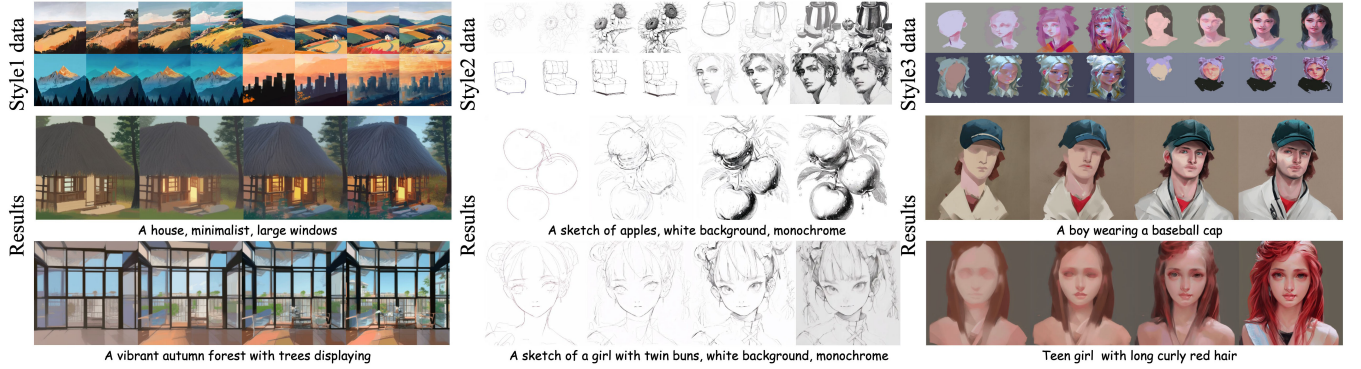 Style1 data
Style2 data
Style3 data
Results
A house, minimalist, large windows
A vibrant autumn forest with trees displaying
Results
A sketch of apples, white background, monochrome
A sketch of a girl with twin buns, white background, monochrome
Results
A boy wearing a baseball cap
Teen girl with long curly red hair